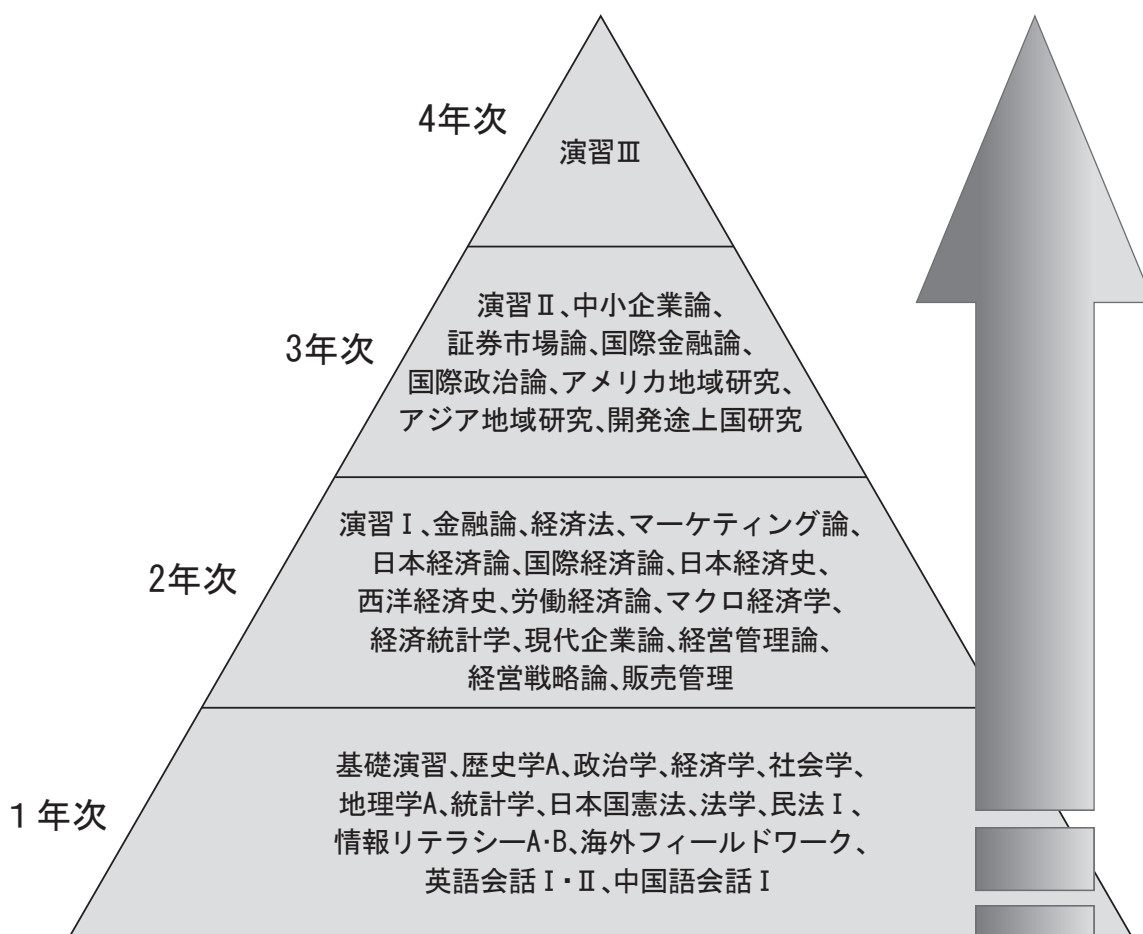 4年次
演習Ⅲ
3年次
演習Ⅱ、中小企業論、
証券市場論、国際金融論、
国際政治論、アメリカ地域研究、
アジア地域研究、開発途上国研究
2年次
演習Ⅰ、金融論、経済法、マーケティング論、
日本経済論、国際経済論、日本経済史、
西洋経済史、労働経済論、マクロ経済学、
経済統計学、現代企業論、経営管理論、
経営戦略論、販売管理
1年次
基礎演習、歴史学A、政治学、経済学、社会学、
地理学A、統計学、日本国憲法、法学、民法Ⅰ、
情報リテラシーA・B、海外フィールドワーク、
英語会話Ⅰ・Ⅱ、中国語会話Ⅰ